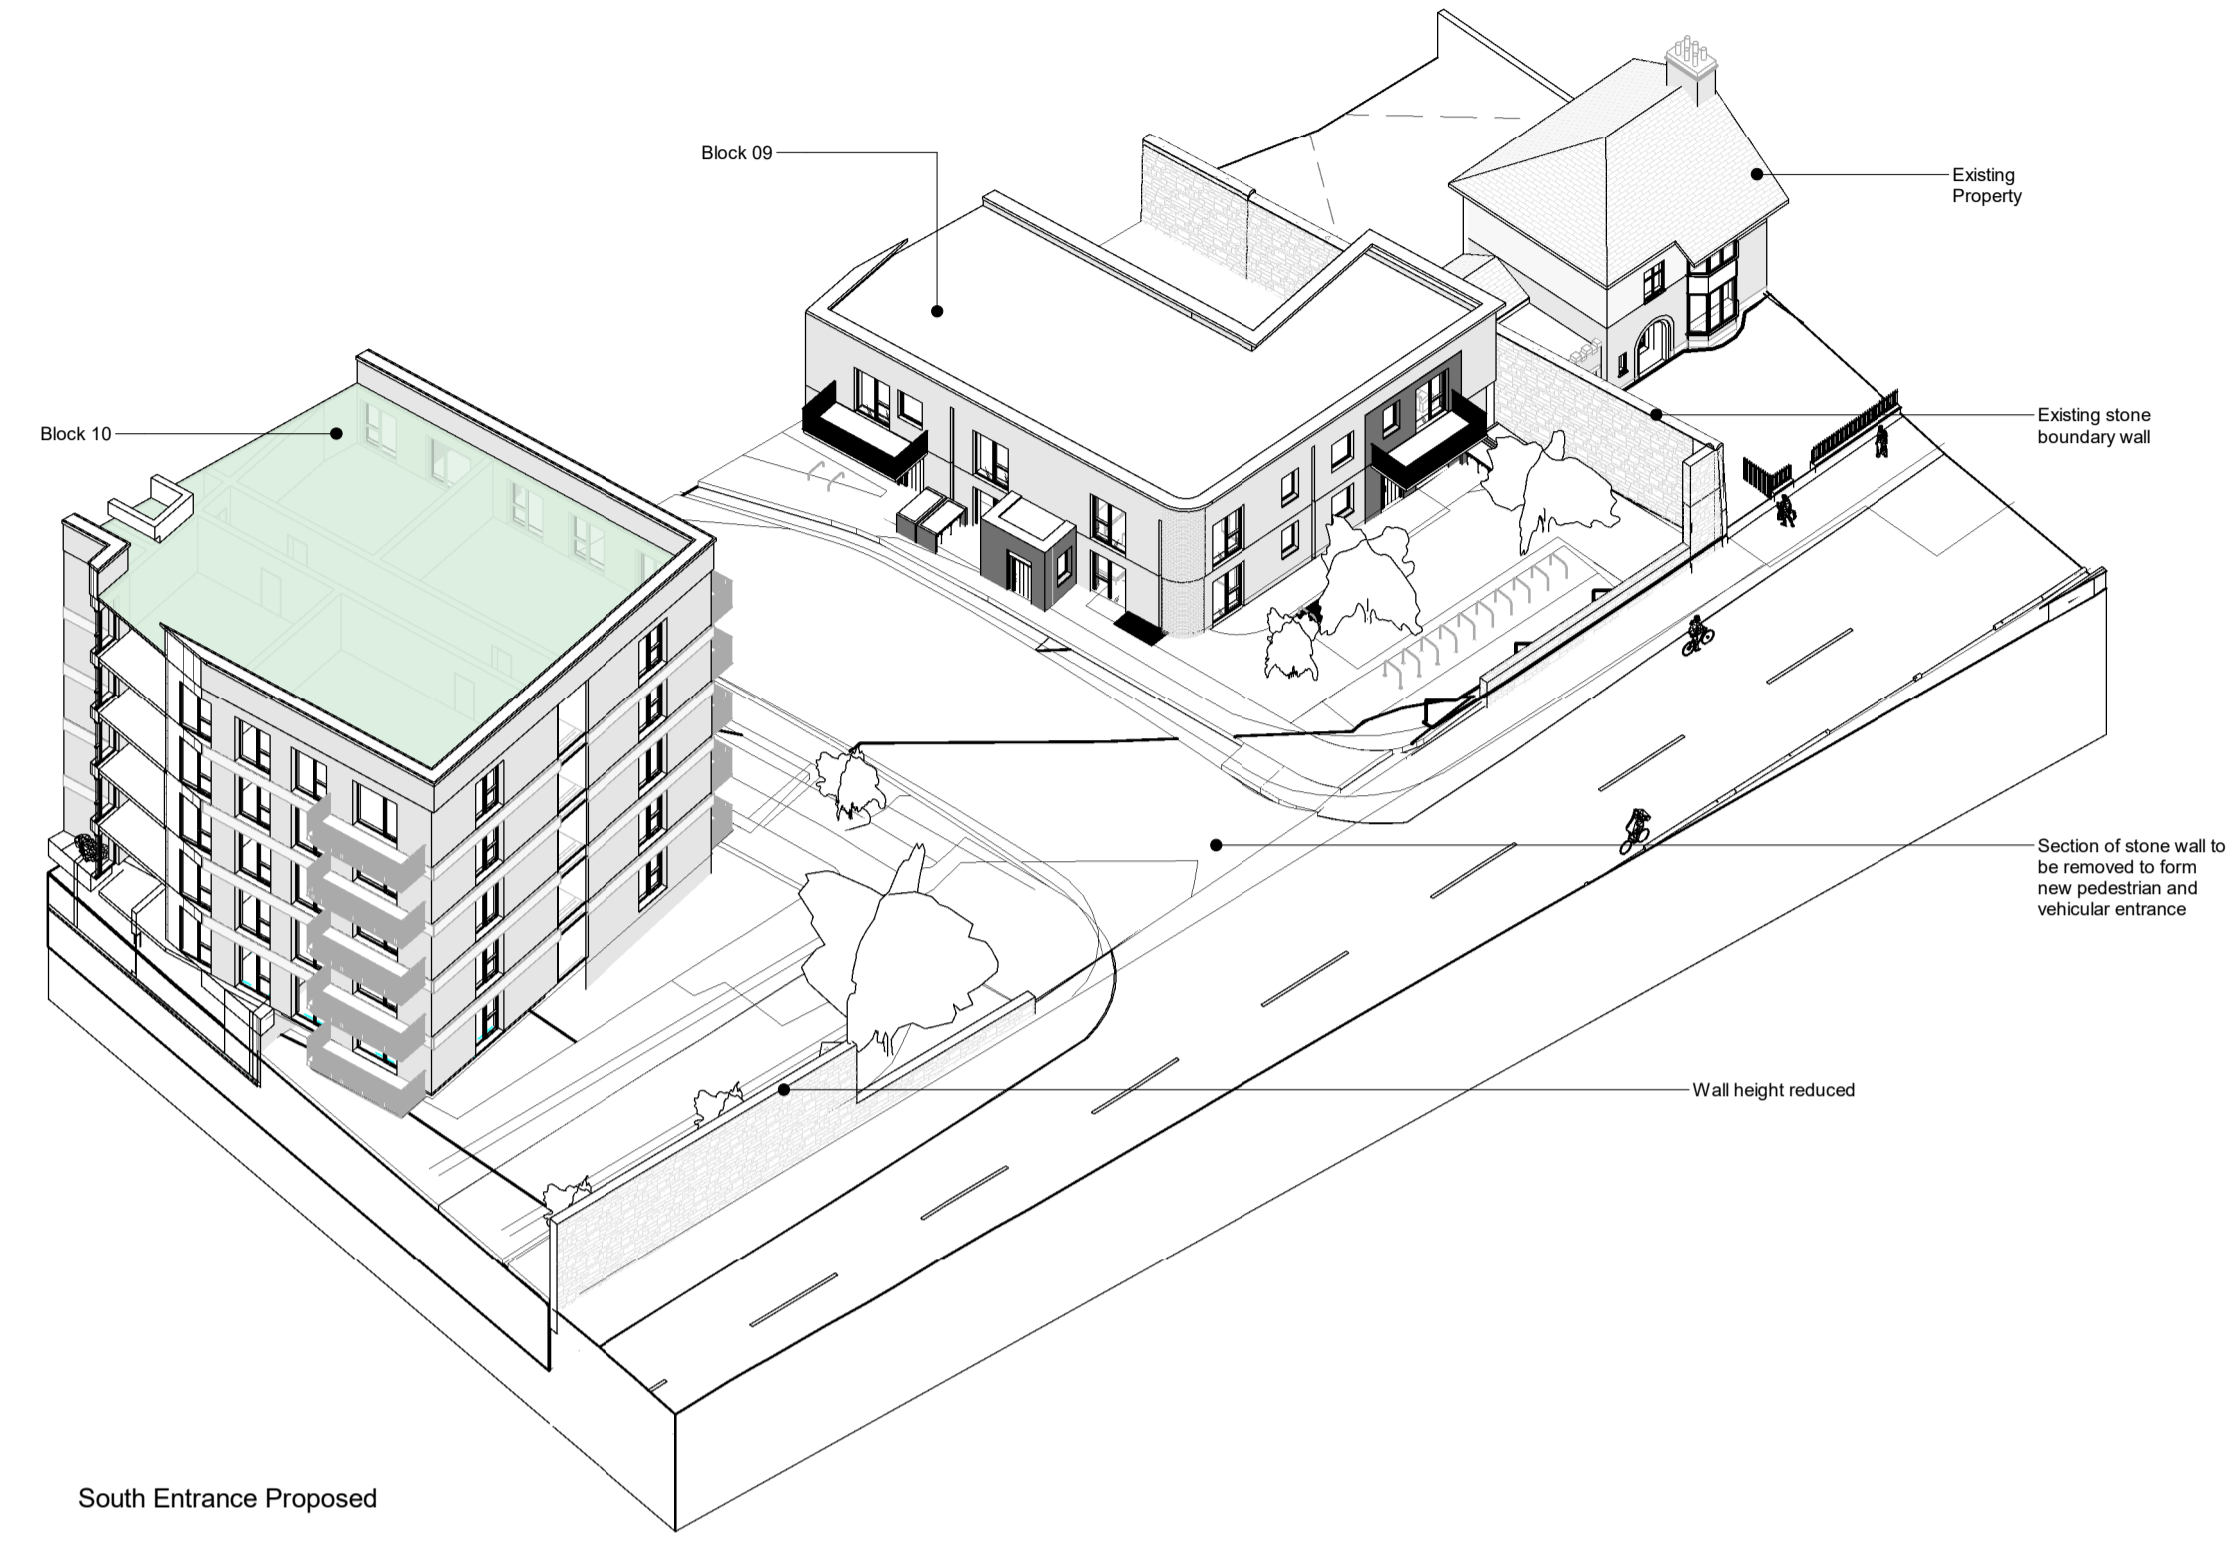 Block 09
Existing
Property
Block 10
Existing stone
boundary wall
Section of stone wall to
be removed to form
new pedestrian and
vehicular entrance
Wall height reduced
South Entrance Proposed